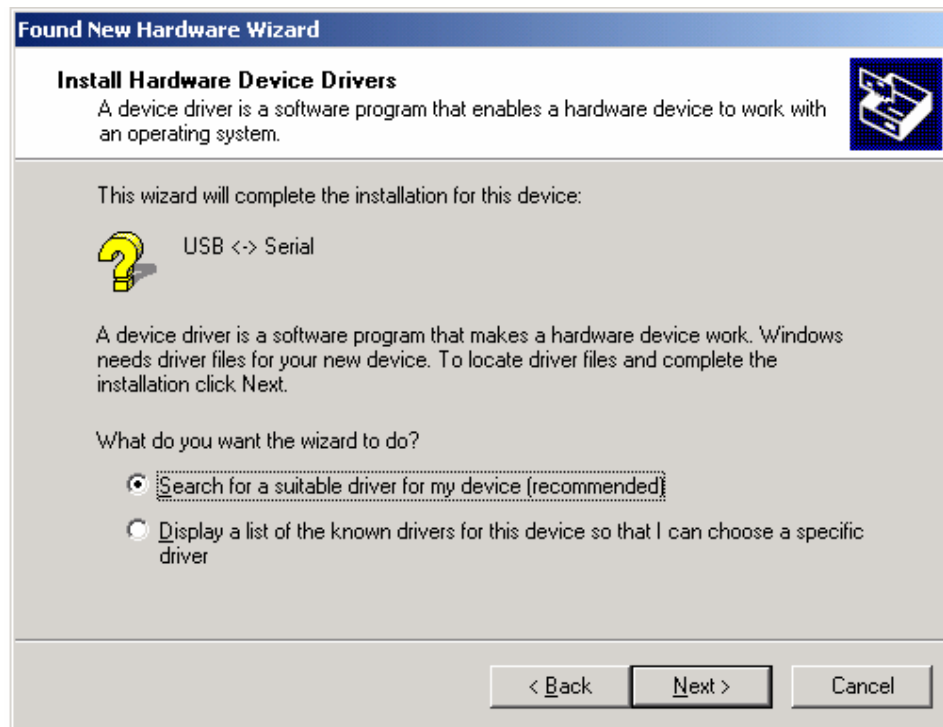 Found New Hardware Wizard
Install Hardware Device Drivers
A device driver is a software program that enables a hardware device to work with
an operating system.
This wizard will complete the installation for this device:
USB <-> Serial
A device driver is a software program that makes a hardware device work. Windows
needs driver files for your new device. To locate driver files and complete the
installation click Next.
What do you want the wizard to do?
Search for a suitable driver for my device (recommended)
Display a list of the known drivers for this device so that I can choose a specific
driver
< Back Next > Cancel